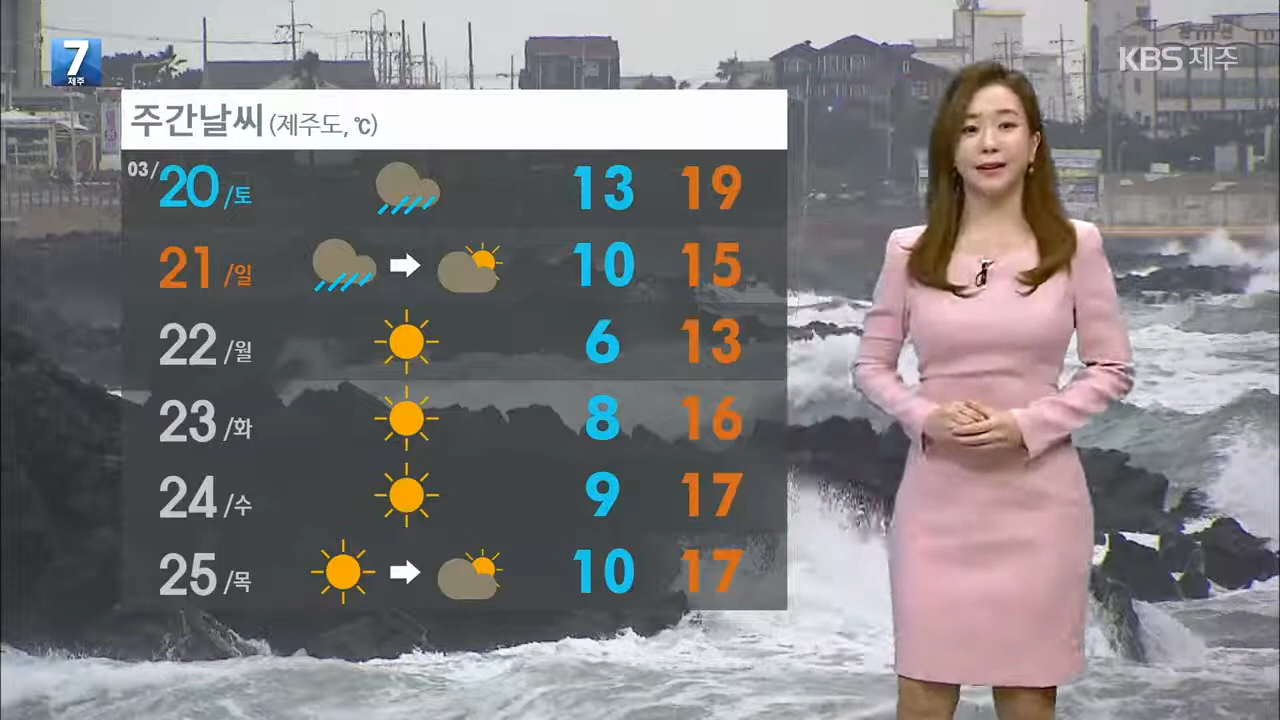 7
제주
KBS 제주
주간날씨 (제주도, ℃)
03/20/토 13 19
21/일 10 15
22/월 6 13
23/화 8 16
24/수 9 17
25/목 10 17